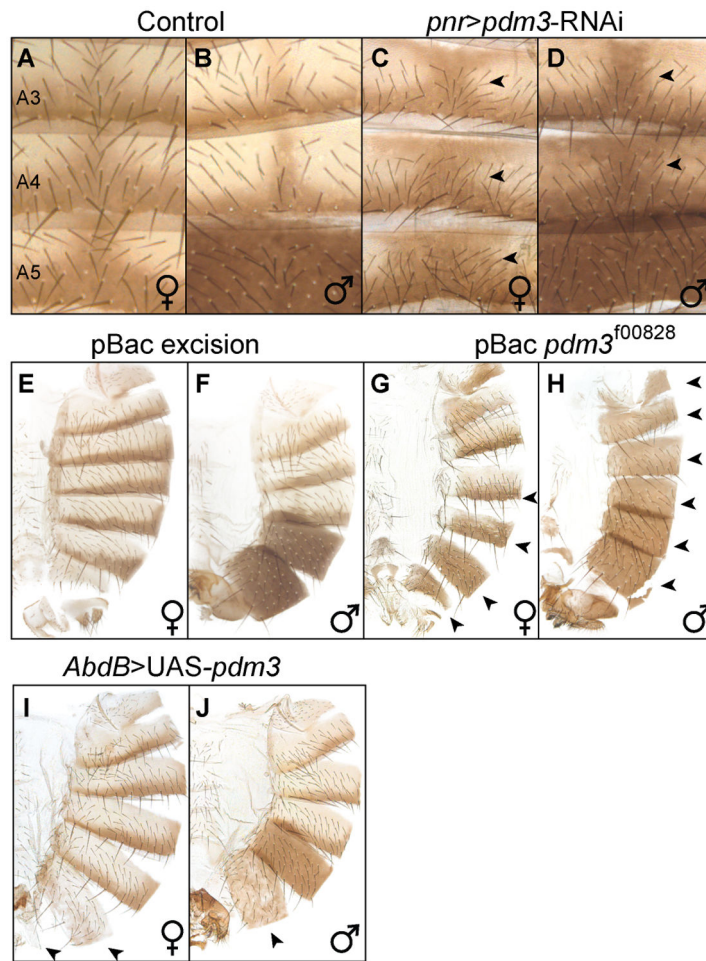 Control pnr>pdm3-RNAi
A B C D
A3
A4
A5
♀ ♂ ♀ ♂
pBac excision pBac pdm3f00828
E F G H
♀ ♂ ♀ ♂
AbdB>UAS-pdm3
I J
♀ ♂